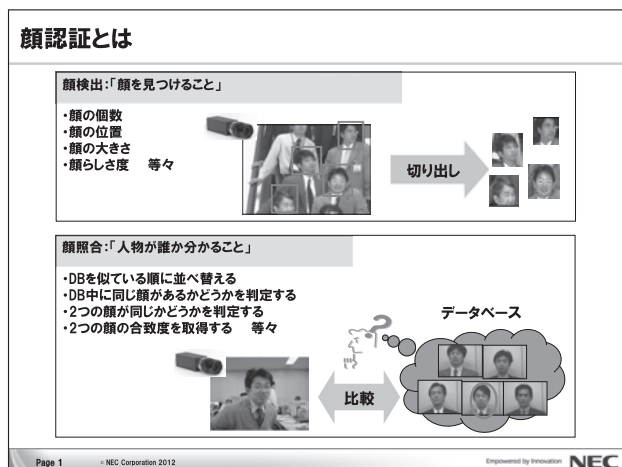 顔認証とは
顔検出:「顔を見つけること」
・顔の個数
・顔の位置
・顔の大きさ
・顔らしさ度　等々
切り出し
顔照合:「人物が誰か分かること」
・DBを似ている順に並べ替える
・DB中に同じ顔があるかどうかを判定する
・2つの顔が同じかどうかを判定する
・2つの顔の合致度を取得する　等々
?
データベース
比較
Page 1
© NEC Corporation 2012
Empowered by Innovation
NEC